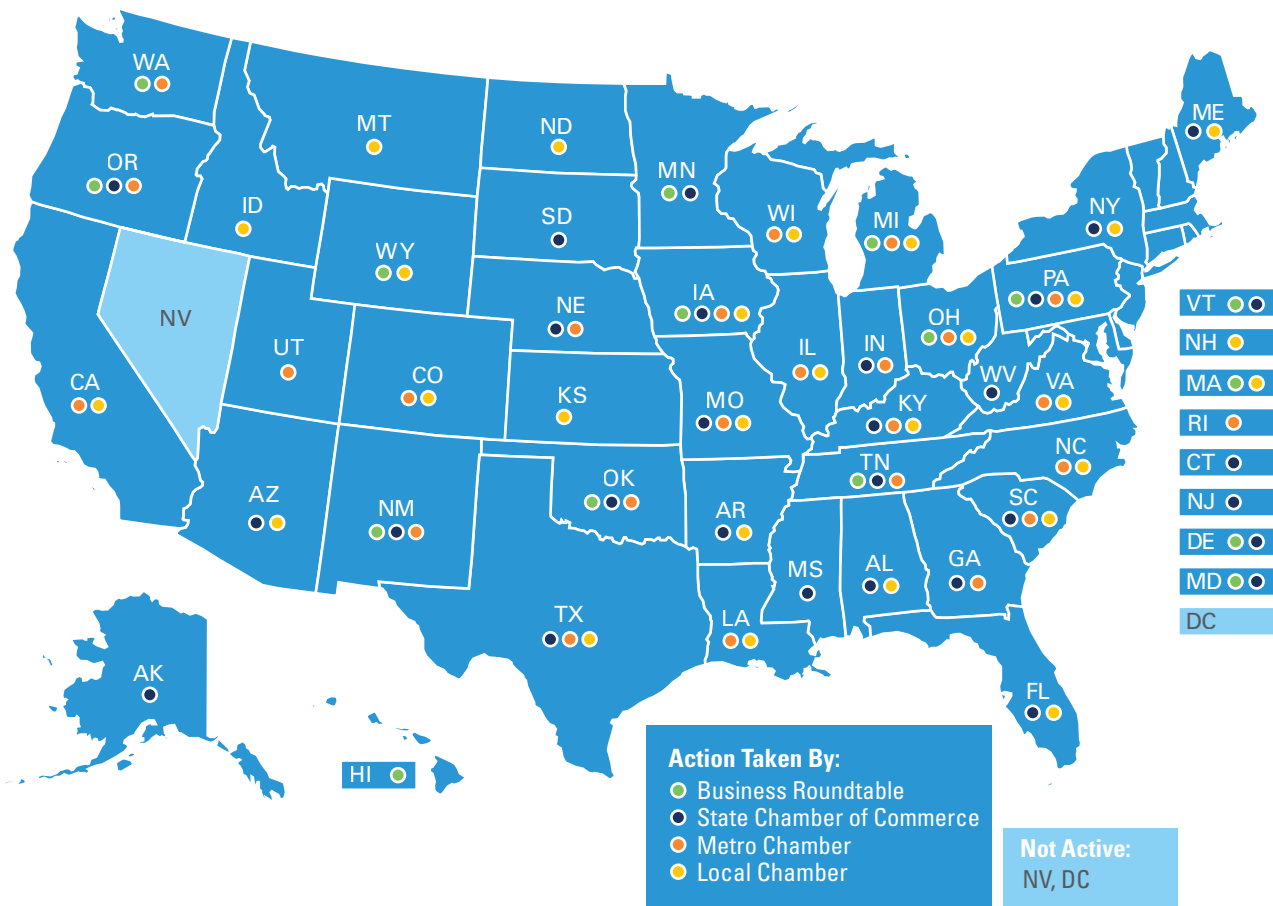 WA
MT
ND
ME
OR
MN
ID
SD
WI
MI
NY
WY
PA
IA
NE
OH
VT
NV
NH
UT
IL
IN
CA
CO
WV
VA
MA
KS
MO
KY
RI
NC
TN
CT
AZ
OK
SC
NM
AR
NJ
DE
MS
AL
GA
MD
TX
LA
DC
AK
FL
HI
Action Taken By:
Business Roundtable
State Chamber of Commerce
Metro Chamber
Local Chamber
Not Active:
NV, DC